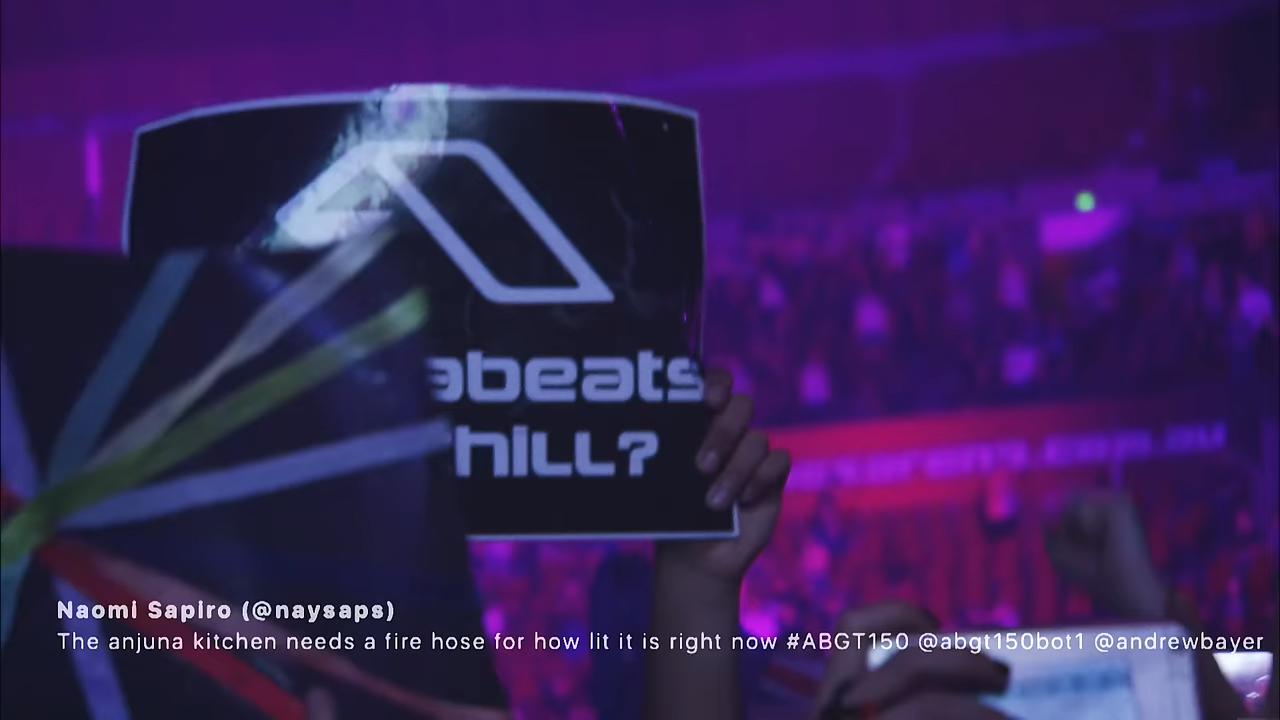 abeats
hill?
Naomi Sapiro (@naysaps)
The anjuna kitchen needs a fire hose for how lit it is right now #ABGT150 @abgt150bot1 @andrewbayer